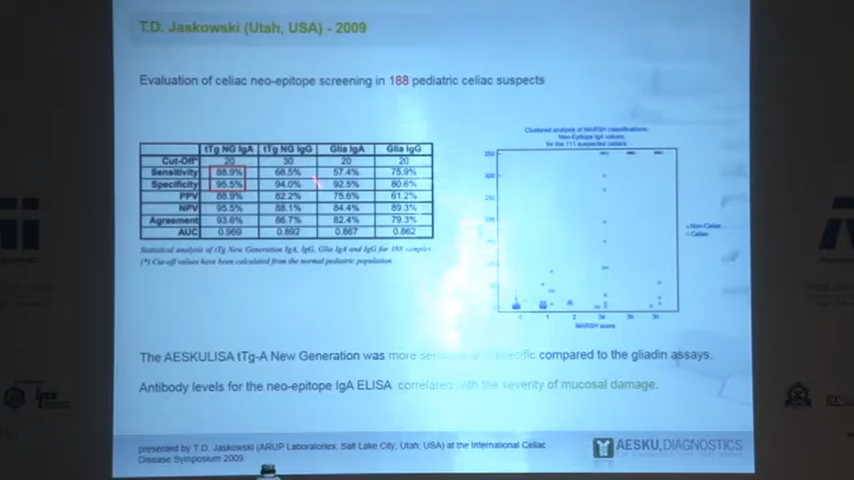 T.D. Jaskowski (Utah, USA) - 2009
Evaluation of celiac neo-epitope screening in 188 pediatric celiac suspects
tTg NG IgA tTg NG IgG Glia IgA Glia IgG
Cut-Off* 20 30 20 20
Sensitivity 88.9% 68.5% 57.4% 75.9%
Specificity 95.5% 94.0% 92.5% 80.6%
PPV 88.9% 82.2% 75.6% 61.2%
NPV 95.5% 88.1% 84.4% 89.3%
Agreement 93.6% 86.7% 82.4% 79.3%
AUC 0.969 0.892 0.867 0.862
Statistical analysis of tTg New Generation IgA, IgG, Glia IgA and IgG for 188 samples
(*) Cut-off values have been calculated from the normal pediatric population.
Clustered analysis of MARSH classifications
Neo-Epitope IgA values,
for the 111 suspected celiacs
Non-Celiac
Celiac
0 1 2 3a 3b 3c
MARSH score
The AESKULISA tTg-A New Generation was more sensitive and specific compared to the gliadin assays.
Antibody levels for the neo-epitope IgA ELISA correlated with the severity of mucosal damage.
presented by T.D. Jaskowski (ARUP Laboratories; Salt Lake City; Utah; USA) at the International Celiac
Disease Symposium 2009
AESKU.DIAGNOSTICS